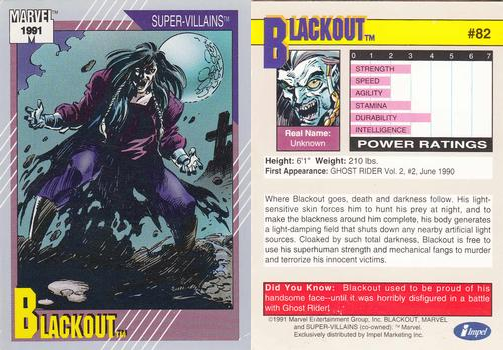 MARVEL
1991
SUPER-VILLAINS™
BLACKOUT™
BLACKOUT
#82
0 1 2 3 4 5 6 7
STRENGTH
SPEED
AGILITY
STAMINA
DURABILITY
INTELLIGENCE
POWER RATINGS
Real Name:
Unknown
Height: 6'1" Weight: 210 lbs.
First Appearance: GHOST RIDER Vol. 2, #2, June 1990
Where Blackout goes, death and darkness follow. His light-
sensitive skin forces him to hunt his prey at night, and to
make the blackness around him complete, his body generates
a light-damping field that shuts down any nearby artificial light
sources. Cloaked by such total darkness, Blackout is free to
use his superhuman strength and mechanical fangs to murder
and terrorize his innocent victims.
Did You Know: Blackout used to be proud of his
handsome face--until it was horribly disfigured in a battle
with Ghost Rider!
©1991 Marvel Entertainment Group, Inc. BLACKOUT, MARVEL
and SUPER-VILLAINS (co-owned): ™ Marvel.
Exclusively distributed by Impel Marketing Inc.
Impel